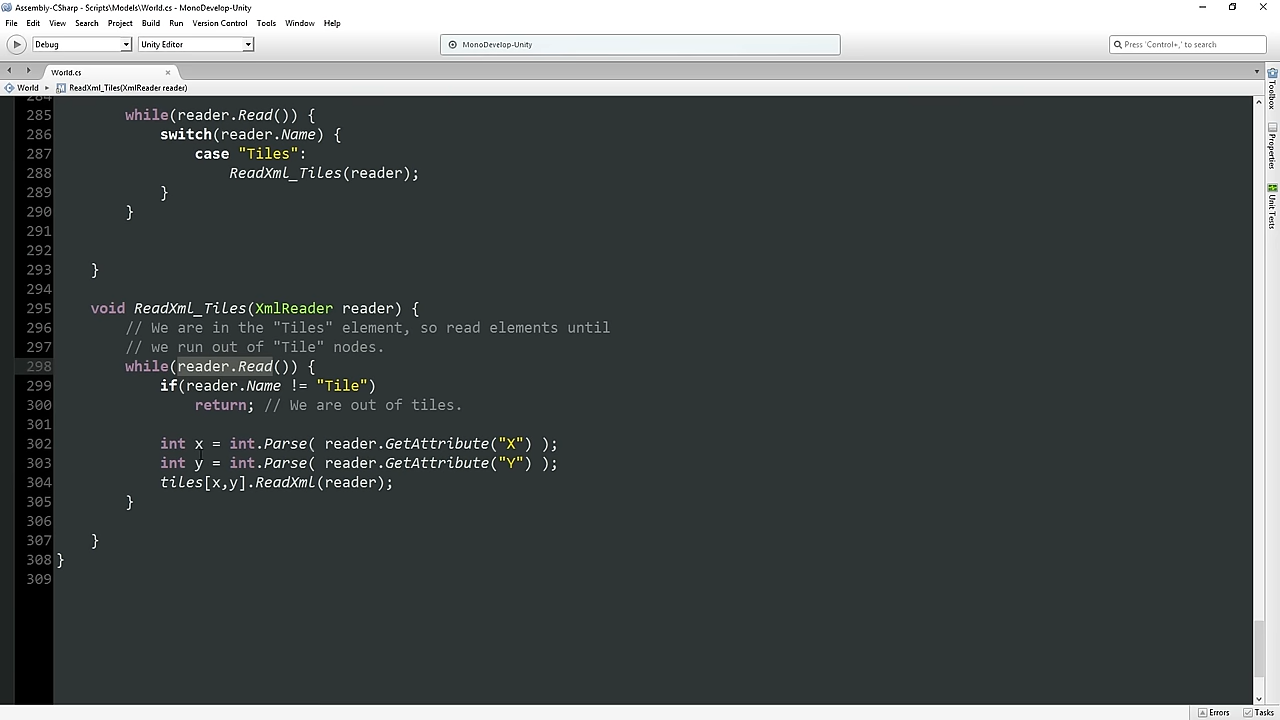 Assembly-CSharp - Scripts\Models\World.cs - MonoDevelop-Unity
File Edit View Search Project Build Run Version Control Tools Window Help
Debug Unity Editor MonoDevelop-Unity Press 'Control+,' to search
World.cs
World ReadXml_Tiles(XmlReader reader)
284
285 while(reader.Read()) {
286 switch(reader.Name) {
287 case "Tiles":
288 ReadXml_Tiles(reader);
289 }
290 }
291
292
293 }
294
295 void ReadXml_Tiles(XmlReader reader) {
296 // We are in the "Tiles" element, so read elements until
297 // we run out of "Tile" nodes.
298 while(reader.Read()) {
299 if(reader.Name != "Tile")
300 return; // We are out of tiles.
301
302 int x = int.Parse( reader.GetAttribute("X") );
303 int y = int.Parse( reader.GetAttribute("Y") );
304 tiles[x,y].ReadXml(reader);
305 }
306
307 }
308 }
309
Toolbox
Properties
Unit Tests
Errors Tasks